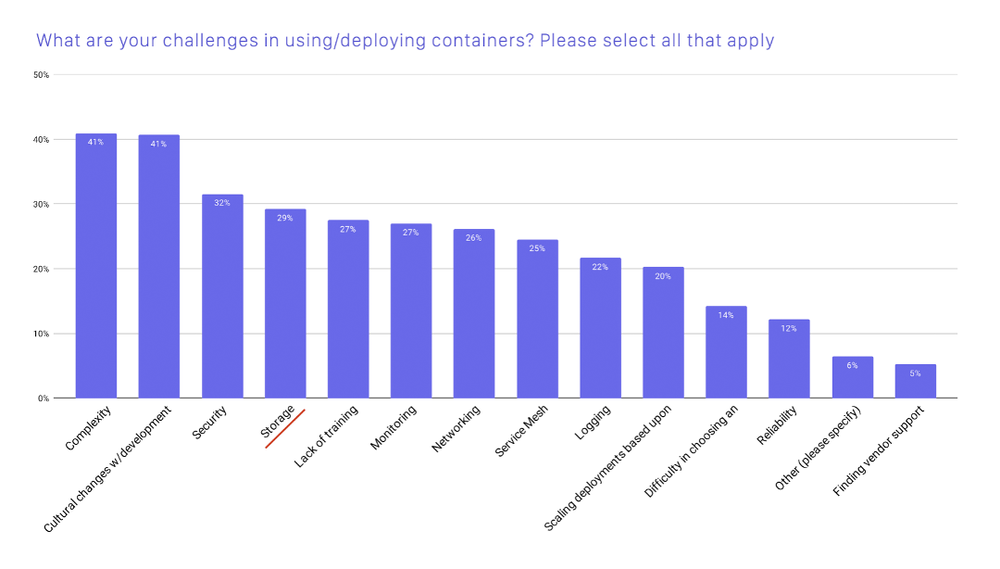 What are your challenges in using/deploying containers? Please select all that apply
50%
40%
30%
20%
10%
0%
41%
41%
32%
29%
27%
27%
26%
25%
22%
20%
14%
12%
6%
5%
Complexity
Cultural changes w/development
Security
Storage
Lack of training
Monitoring
Networking
Service Mesh
Logging
Scaling deployments based upon
Difficulty in choosing an
Reliability
Other (please specify)
Finding vendor support